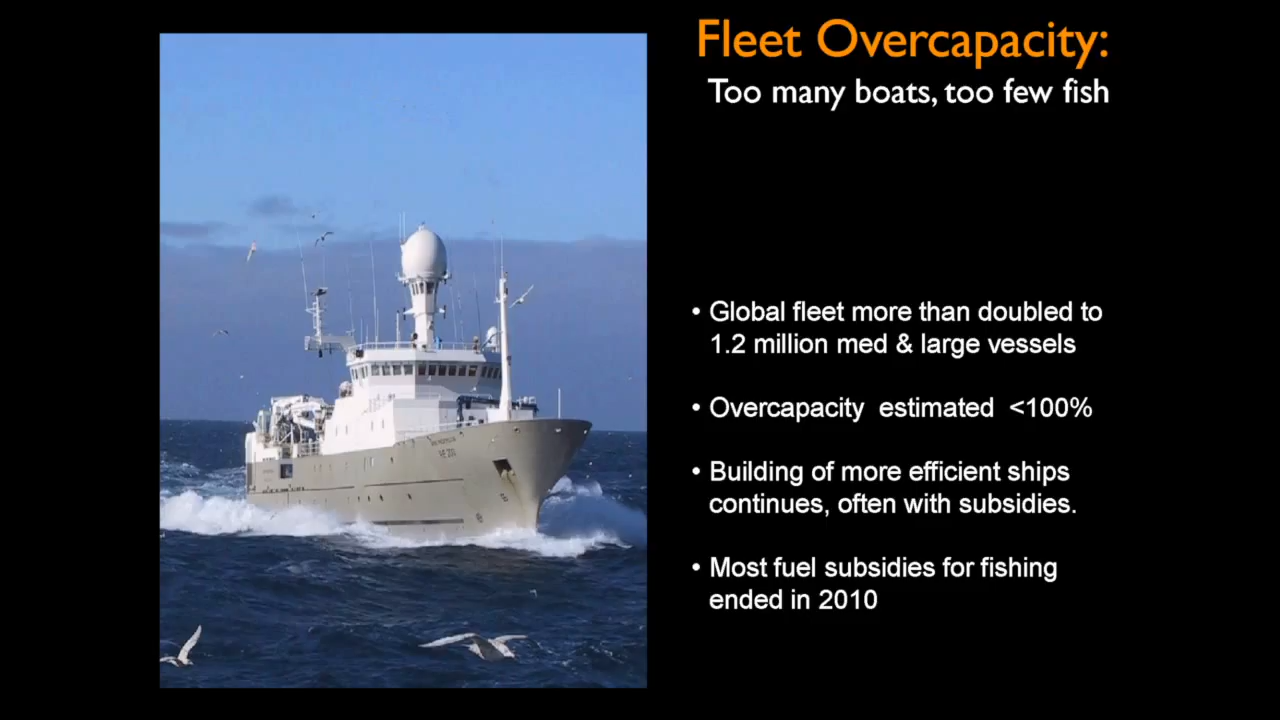 Fleet Overcapacity:
Too many boats, too few fish
• Global fleet more than doubled to
1.2 million med & large vessels
• Overcapacity estimated <100%
• Building of more efficient ships
continues, often with subsidies.
• Most fuel subsidies for fishing
ended in 2010